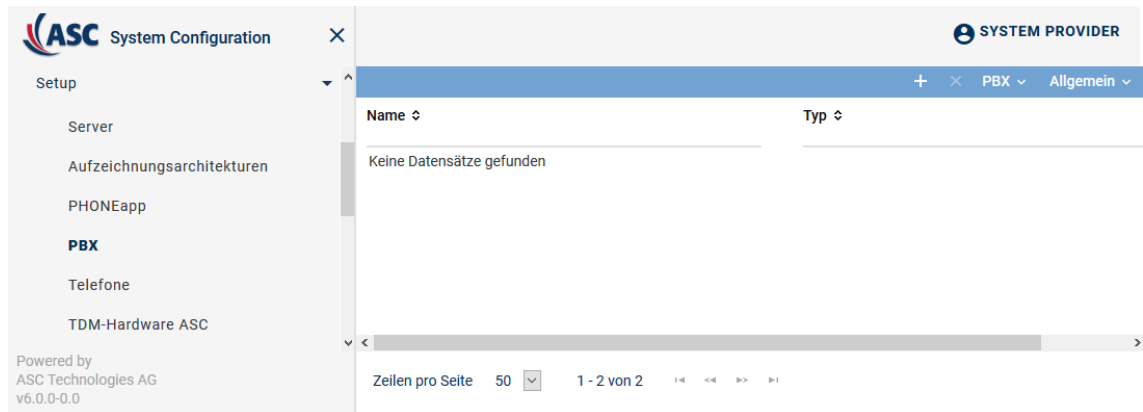 ASC System Configuration
SYSTEM PROVIDER
Setup
PBX
Allgemein
Server
Aufzeichnungsarchitekturen
PHONEapp
PBX
Telefone
TDM-Hardware ASC
Name
Typ
Keine Datensätze gefunden
Powered by
ASC Technologies AG
v6.0.0-0.0
Zeilen pro Seite 50 1 - 2 von 2